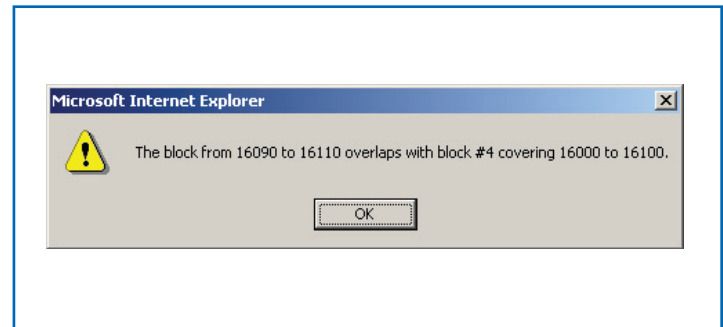 Microsoft Internet Explorer
The block from 16090 to 16110 overlaps with block #4 covering 16000 to 16100.
OK